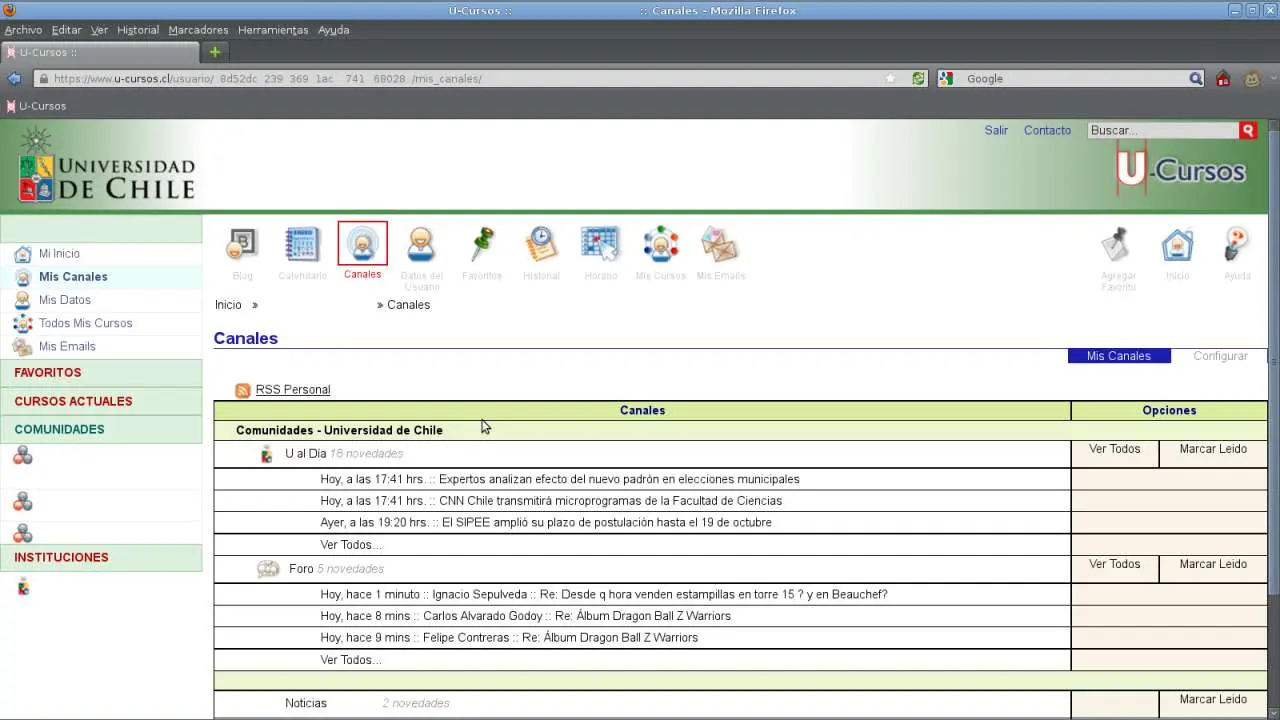 U-Cursos :: :: Canales - Mozilla Firefox
Archivo Editar Ver Historial Marcadores Herramientas Ayuda
U-Cursos ::
https://www.u-cursos.cl/usuario/ 8d52dc 239 369 1ac 741 68028 /mis_canales/
Google
U-Cursos
Salir Contacto Buscar...
UNIVERSIDAD
DE CHILE
U-Cursos
Mi Inicio
Mis Canales
Mis Datos
Todos Mis Cursos
Mis Emails
FAVORITOS
CURSOS ACTUALES
COMUNIDADES
INSTITUCIONES
Blog Calendario Canales Datos del Usuario Favoritos Historial Horario Mis Cursos Mis Emails Agregar Favorito Inicio Ayuda
Inicio » » Canales
Canales
Mis Canales Configurar
RSS Personal
Canales Opciones
Comunidades - Universidad de Chile
U al Día 18 novedades Ver Todos Marcar Leido
Hoy, a las 17:41 hrs. :: Expertos analizan efecto del nuevo padrón en elecciones municipales
Hoy, a las 17:41 hrs. :: CNN Chile transmitirá microprogramas de la Facultad de Ciencias
Ayer, a las 19:20 hrs. :: El SIPEE amplió su plazo de postulación hasta el 19 de octubre
Ver Todos...
Foro 5 novedades Ver Todos Marcar Leido
Hoy, hace 1 minuto :: Ignacio Sepulveda :: Re: Desde q hora venden estampillas en torre 15 ? y en Beauchef?
Hoy, hace 8 mins :: Carlos Alvarado Godoy :: Re: Álbum Dragon Ball Z Warriors
Hoy, hace 9 mins :: Felipe Contreras :: Re: Álbum Dragon Ball Z Warriors
Ver Todos...
Noticias 2 novedades Marcar Leido